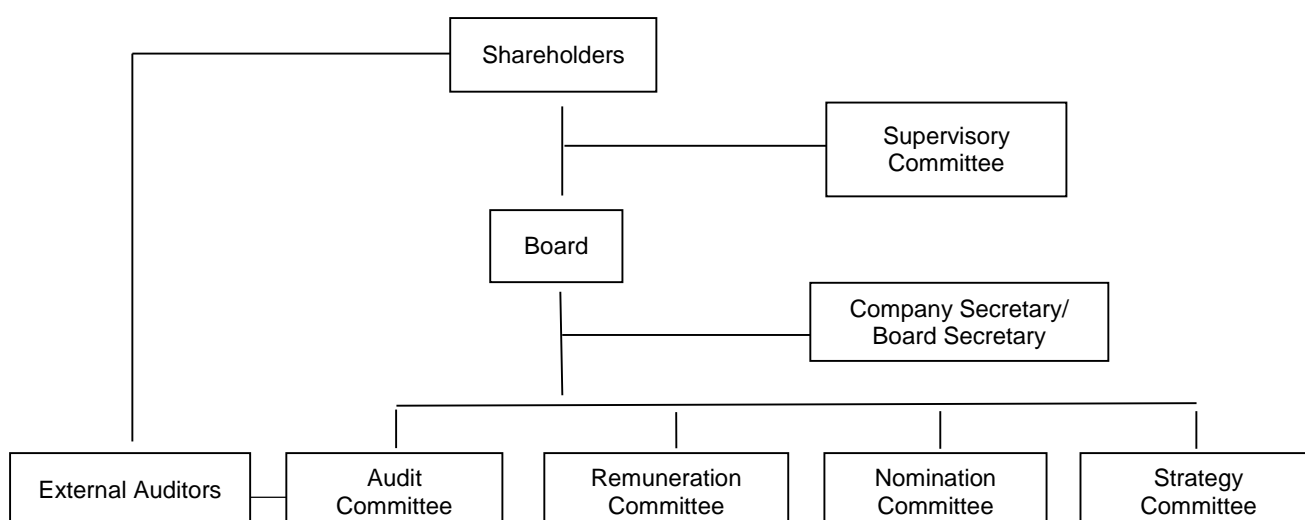 Shareholders
Supervisory
Committee
Board
Company Secretary/
Board Secretary
External Auditors
Audit
Committee
Remuneration
Committee
Nomination
Committee
Strategy
Committee